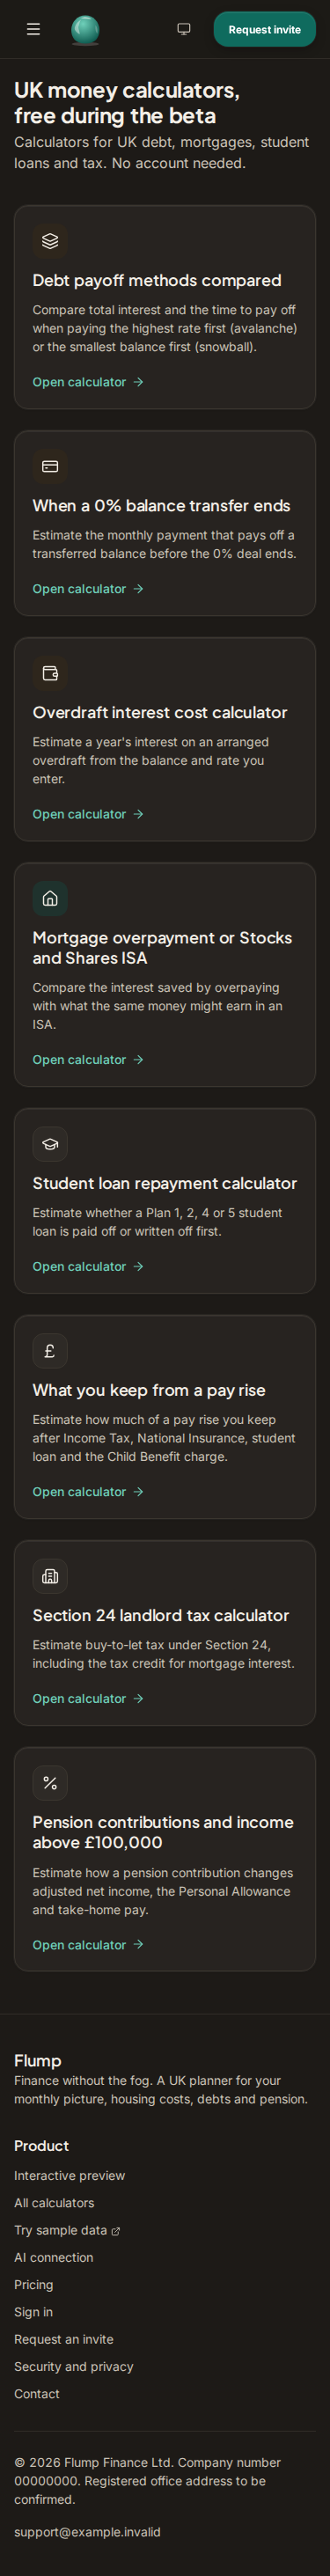 Request invite
UK money calculators,
free during the beta
Calculators for UK debt, mortgages, student
loans and tax. No account needed.
Debt payoff methods compared
Compare total interest and the time to pay off
when paying the highest rate first (avalanche)
or the smallest balance first (snowball).
Open calculator →
When a 0% balance transfer ends
Estimate the monthly payment that pays off a
transferred balance before the 0% deal ends.
Open calculator →
Overdraft interest cost calculator
Estimate a year's interest on an arranged
overdraft from the balance and rate you
enter.
Open calculator →
Mortgage overpayment or Stocks
and Shares ISA
Compare the interest saved by overpaying
with what the same money might earn in an
ISA.
Open calculator →
Student loan repayment calculator
Estimate whether a Plan 1, 2, 4 or 5 student
loan is paid off or written off first.
Open calculator →
£
What you keep from a pay rise
Estimate how much of a pay rise you keep
after Income Tax, National Insurance, student
loan and the Child Benefit charge.
Open calculator →
Section 24 landlord tax calculator
Estimate buy-to-let tax under Section 24,
including the tax credit for mortgage interest.
Open calculator →
%
Pension contributions and income
above £100,000
Estimate how a pension contribution changes
adjusted net income, the Personal Allowance
and take-home pay.
Open calculator →
Flump
Finance without the fog. A UK planner for your
monthly picture, housing costs, debts and pension.
Product
Interactive preview
All calculators
Try sample data
AI connection
Pricing
Sign in
Request an invite
Security and privacy
Contact
© 2026 Flump Finance Ltd. Company number
00000000. Registered office address to be
confirmed.
support@example.invalid